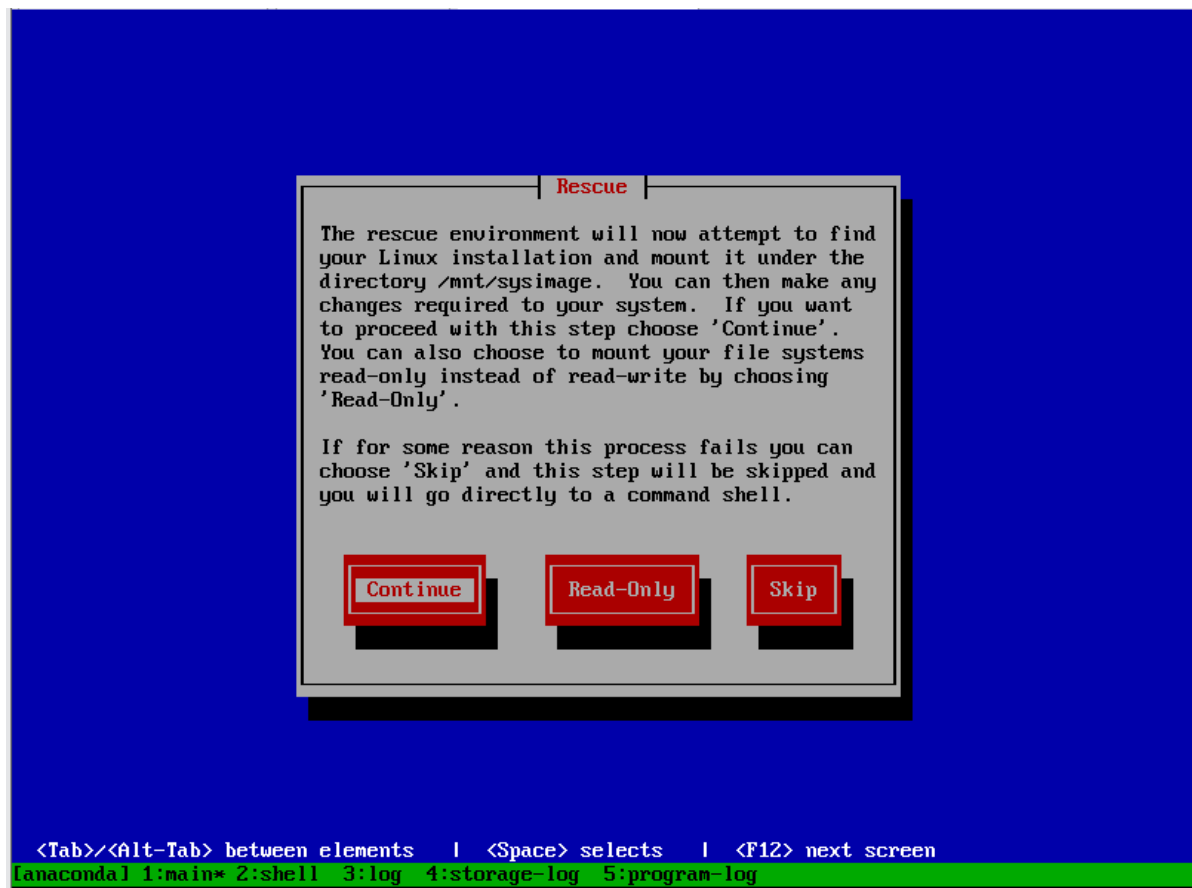 Rescue
The rescue environment will now attempt to find
your Linux installation and mount it under the
directory /mnt/sysimage.  You can then make any
changes required to your system.  If you want
to proceed with this step choose 'Continue'.
You can also choose to mount your file systems
read-only instead of read-write by choosing
'Read-Only'.
If for some reason this process fails you can
choose 'Skip' and this step will be skipped and
you will go directly to a command shell.
Continue Read-Only Skip
<Tab>/<Alt-Tab> between elements   |  <Space> selects   |  <F12> next screen
[anaconda] 1:main* 2:shell  3:log  4:storage-log  5:program-log